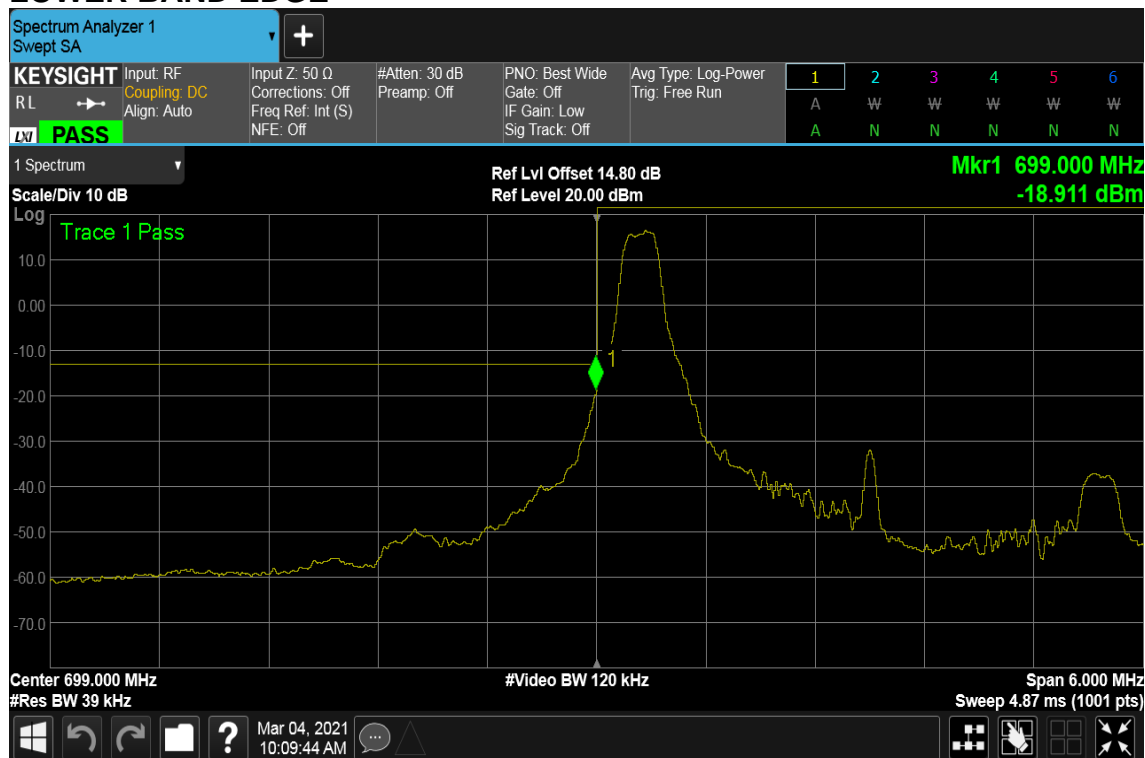 LOWER BAND EDGE
Spectrum Analyzer 1
Swept SA
+
KEYSIGHT
RL
LXI PASS
Input: RF
Coupling: DC
Align: Auto
Input Z: 50 Ω
Corrections: Off
Freq Ref: Int (S)
NFE: Off
#Atten: 30 dB
Preamp: Off
PNO: Best Wide
Gate: Off
IF Gain: Low
Sig Track: Off
Avg Type: Log-Power
Trig: Free Run
1 2 3 4 5 6
A W W W W W
A N N N N N
1 Spectrum
Scale/Div 10 dB
Ref Lvl Offset 14.80 dB
Ref Level 20.00 dBm
Mkr1 699.000 MHz
-18.911 dBm
Log
Trace 1 Pass
10.0
0.00
-10.0
1
-20.0
-30.0
-40.0
-50.0
-60.0
-70.0
Center 699.000 MHz
#Video BW 120 kHz
Span 6.000 MHz
#Res BW 39 kHz
Sweep 4.87 ms (1001 pts)
?
Mar 04, 2021
10:09:44 AM